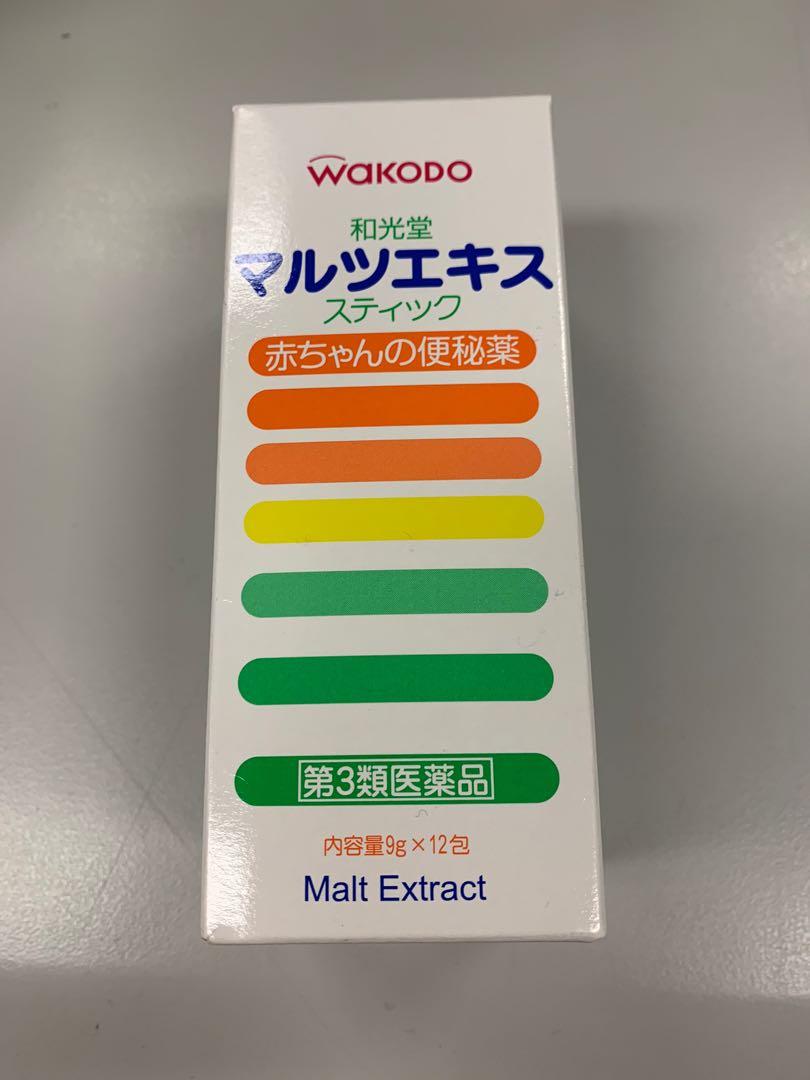 WAKODO
和光堂
マルツエキス
スティック
赤ちゃんの便秘薬
第3類医薬品
内容量9g×12包
Malt Extract